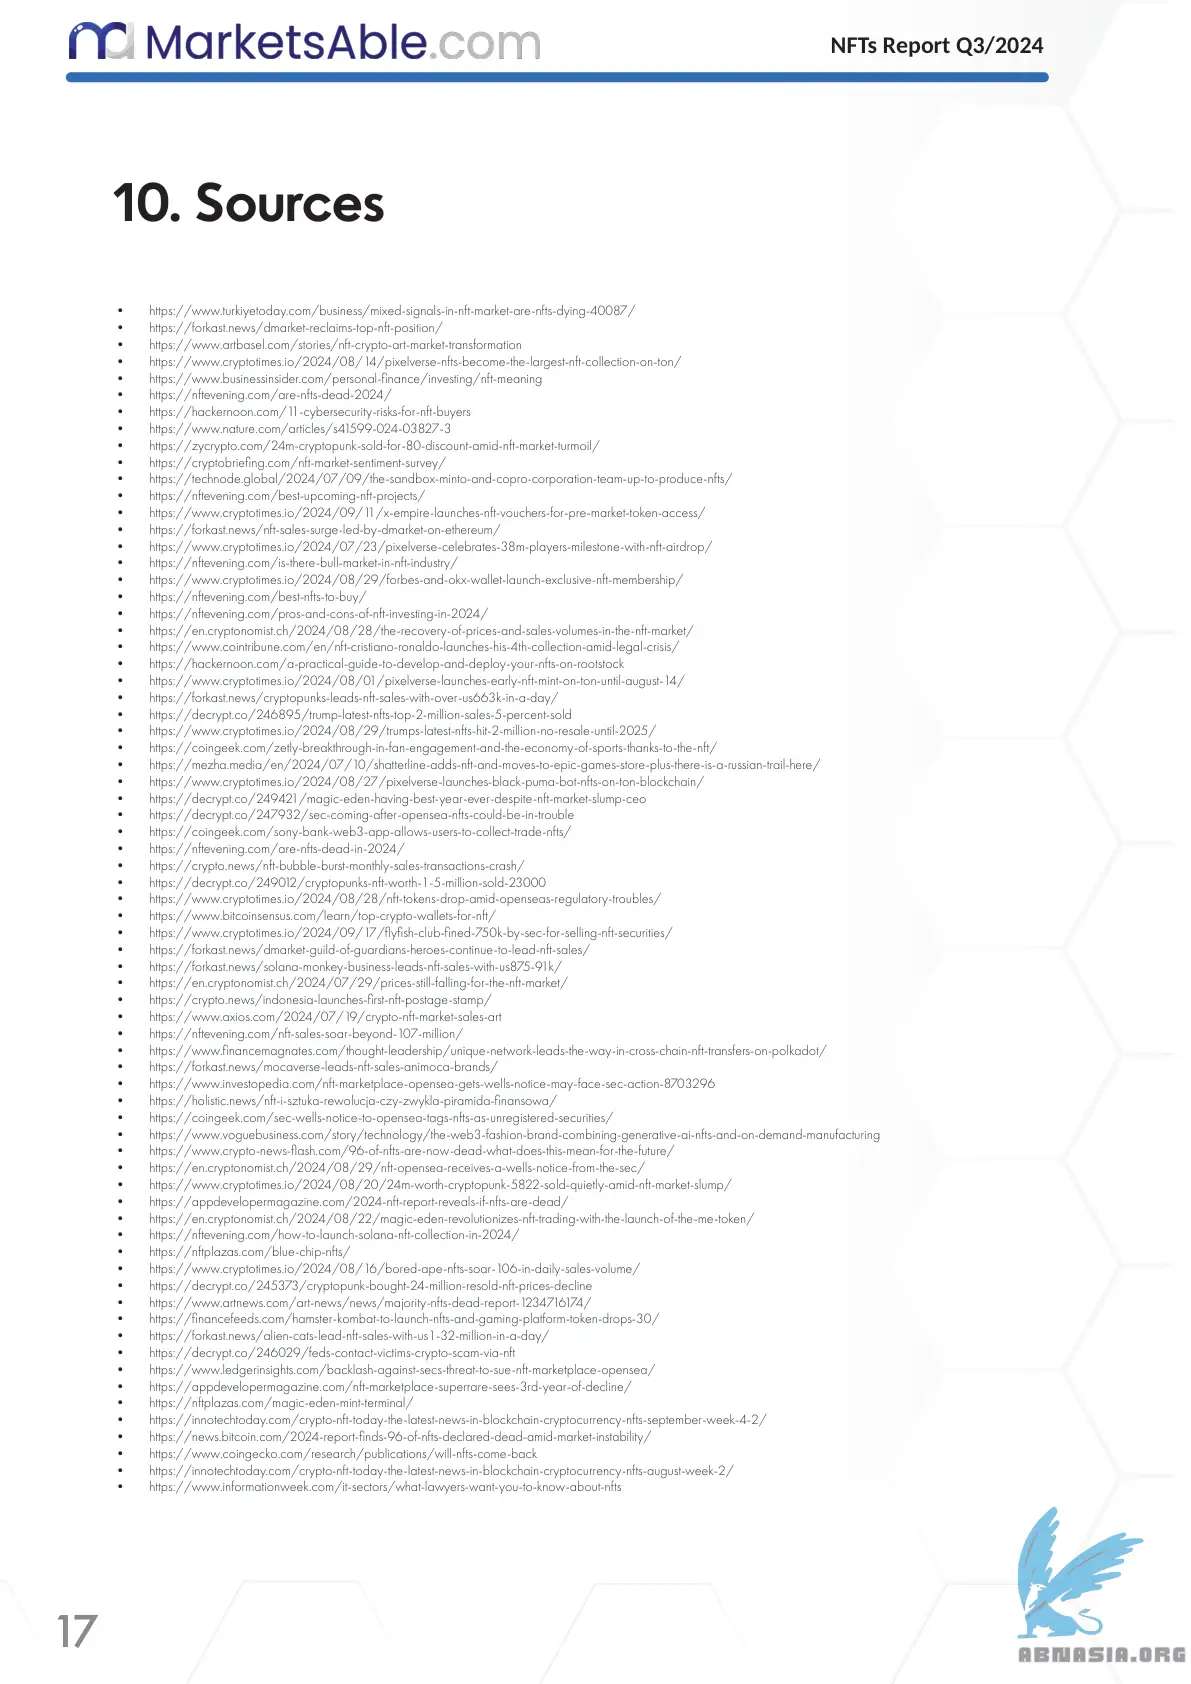 ma MarketsAble.com
NFTs Report Q3/2024
10. Sources
• https://www.turkiyetoday.com/business/mixed-signals-in-nft-market-are-nfts-dying-40087/
• https://forkast.news/dmarket-reclaims-top-nft-position/
• https://www.artbasel.com/stories/nft-crypto-art-market-transformation
• https://www.cryptotimes.io/2024/08/14/pixelverse-nfts-become-the-largest-nft-collection-on-ton/
• https://www.businessinsider.com/personal-finance/investing/nft-meaning
• https://nftevening.com/are-nfts-dead-2024/
• https://hackernoon.com/11-cybersecurity-risks-for-nft-buyers
• https://www.nature.com/articles/s41599-024-03827-3
• https://zycrypto.com/24m-cryptopunk-sold-for-80-discount-amid-nft-market-turmoil/
• https://cryptobriefing.com/nft-market-sentiment-survey/
• https://technode.global/2024/07/09/the-sandbox-minto-and-copro-corporation-team-up-to-produce-nfts/
• https://nftevening.com/best-upcoming-nft-projects/
• https://www.cryptotimes.io/2024/09/11/x-empire-launches-nft-vouchers-for-pre-market-token-access/
• https://forkast.news/nft-sales-surge-led-by-dmarket-on-ethereum/
• https://www.cryptotimes.io/2024/07/23/pixelverse-celebrates-38m-players-milestone-with-nft-airdrop/
• https://nftevening.com/is-there-bull-market-in-nft-industry/
• https://www.cryptotimes.io/2024/08/29/forbes-and-okx-wallet-launch-exclusive-nft-membership/
• https://nftevening.com/best-nfts-to-buy/
• https://nftevening.com/pros-and-cons-of-nft-investing-in-2024/
• https://en.cryptonomist.ch/2024/08/28/the-recovery-of-prices-and-sales-volumes-in-the-nft-market/
• https://www.cointribune.com/en/nft-cristiano-ronaldo-launches-his-4th-collection-amid-legal-crisis/
• https://hackernoon.com/a-practical-guide-to-develop-and-deploy-your-nfts-on-rootstock
• https://www.cryptotimes.io/2024/08/01/pixelverse-launches-early-nft-mint-on-ton-until-august-14/
• https://forkast.news/cryptopunks-leads-nft-sales-with-over-us663k-in-a-day/
• https://decrypt.co/246895/trump-latest-nfts-top-2-million-sales-5-percent-sold
• https://www.cryptotimes.io/2024/08/29/trumps-latest-nfts-hit-2-million-no-resale-until-2025/
• https://coingeek.com/zetly-breakthrough-in-fan-engagement-and-the-economy-of-sports-thanks-to-the-nft/
• https://mezha.media/en/2024/07/10/shatterline-adds-nft-and-moves-to-epic-games-store-plus-there-is-a-russian-trail-here/
• https://www.cryptotimes.io/2024/08/27/pixelverse-launches-black-puma-bot-nfts-on-ton-blockchain/
• https://decrypt.co/249421/magic-eden-having-best-year-ever-despite-nft-market-slump-ceo
• https://decrypt.co/247932/sec-coming-after-opensea-nfts-could-be-in-trouble
• https://coingeek.com/sony-bank-web3-app-allows-users-to-collect-trade-nfts/
• https://nftevening.com/are-nfts-dead-in-2024/
• https://crypto.news/nft-bubble-burst-monthly-sales-transactions-crash/
• https://decrypt.co/249012/cryptopunks-nft-worth-1-5-million-sold-23000
• https://www.cryptotimes.io/2024/08/28/nft-tokens-drop-amid-openseas-regulatory-troubles/
• https://www.bitcoinsensus.com/learn/top-crypto-wallets-for-nft/
• https://www.cryptotimes.io/2024/09/17/flyfish-club-fined-750k-by-sec-for-selling-nft-securities/
• https://forkast.news/dmarket-guild-of-guardians-heroes-continue-to-lead-nft-sales/
• https://forkast.news/solana-monkey-business-leads-nft-sales-with-us875-91k/
• https://en.cryptonomist.ch/2024/07/29/prices-still-falling-for-the-nft-market/
• https://crypto.news/indonesia-launches-first-nft-postage-stamp/
• https://www.axios.com/2024/07/19/crypto-nft-market-sales-art
• https://nftevening.com/nft-sales-soar-beyond-107-million/
• https://www.financemagnates.com/thought-leadership/unique-network-leads-the-way-in-cross-chain-nft-transfers-on-polkadot/
• https://forkast.news/mocaverse-leads-nft-sales-animoca-brands/
• https://www.investopedia.com/nft-marketplace-opensea-gets-wells-notice-may-face-sec-action-8703296
• https://holistic.news/nft-i-sztuka-rewolucja-czy-zwykla-piramida-finansowa/
• https://coingeek.com/sec-wells-notice-to-opensea-tags-nfts-as-unregistered-securities/
• https://www.voguebusiness.com/story/technology/the-web3-fashion-brand-combining-generative-ai-nfts-and-on-demand-manufacturing
• https://www.crypto-news-flash.com/96-of-nfts-are-now-dead-what-does-this-mean-for-the-future/
• https://en.cryptonomist.ch/2024/08/29/nft-opensea-receives-a-wells-notice-from-the-sec/
• https://www.cryptotimes.io/2024/08/20/24m-worth-cryptopunk-5822-sold-quietly-amid-nft-market-slump/
• https://appdevelopermagazine.com/2024-nft-report-reveals-if-nfts-are-dead/
• https://en.cryptonomist.ch/2024/08/22/magic-eden-revolutionizes-nft-trading-with-the-launch-of-the-me-token/
• https://nftevening.com/how-to-launch-solana-nft-collection-in-2024/
• https://nftplazas.com/blue-chip-nfts/
• https://www.cryptotimes.io/2024/08/16/bored-ape-nfts-soar-106-in-daily-sales-volume/
• https://decrypt.co/245373/cryptopunk-bought-24-million-resold-nft-prices-decline
• https://www.artnews.com/art-news/news/majority-nfts-dead-report-1234716174/
• https://financefeeds.com/hamster-kombat-to-launch-nfts-and-gaming-platform-token-drops-30/
• https://forkast.news/alien-cats-lead-nft-sales-with-us1-32-million-in-a-day/
• https://decrypt.co/246029/feds-contact-victims-crypto-scam-via-nft
• https://www.ledgerinsights.com/backlash-against-secs-threat-to-sue-nft-marketplace-opensea/
• https://appdevelopermagazine.com/nft-marketplace-superrare-sees-3rd-year-of-decline/
• https://nftplazas.com/magic-eden-mint-terminal/
• https://innotechtoday.com/crypto-nft-today-the-latest-news-in-blockchain-cryptocurrency-nfts-september-week-4-2/
• https://news.bitcoin.com/2024-report-finds-96-of-nfts-declared-dead-amid-market-instability/
• https://www.coingecko.com/research/publications/will-nfts-come-back
• https://innotechtoday.com/crypto-nft-today-the-latest-news-in-blockchain-cryptocurrency-nfts-august-week-2/
• https://www.informationweek.com/it-sectors/what-lawyers-want-you-to-know-about-nfts
17
ABNASIA.ORG